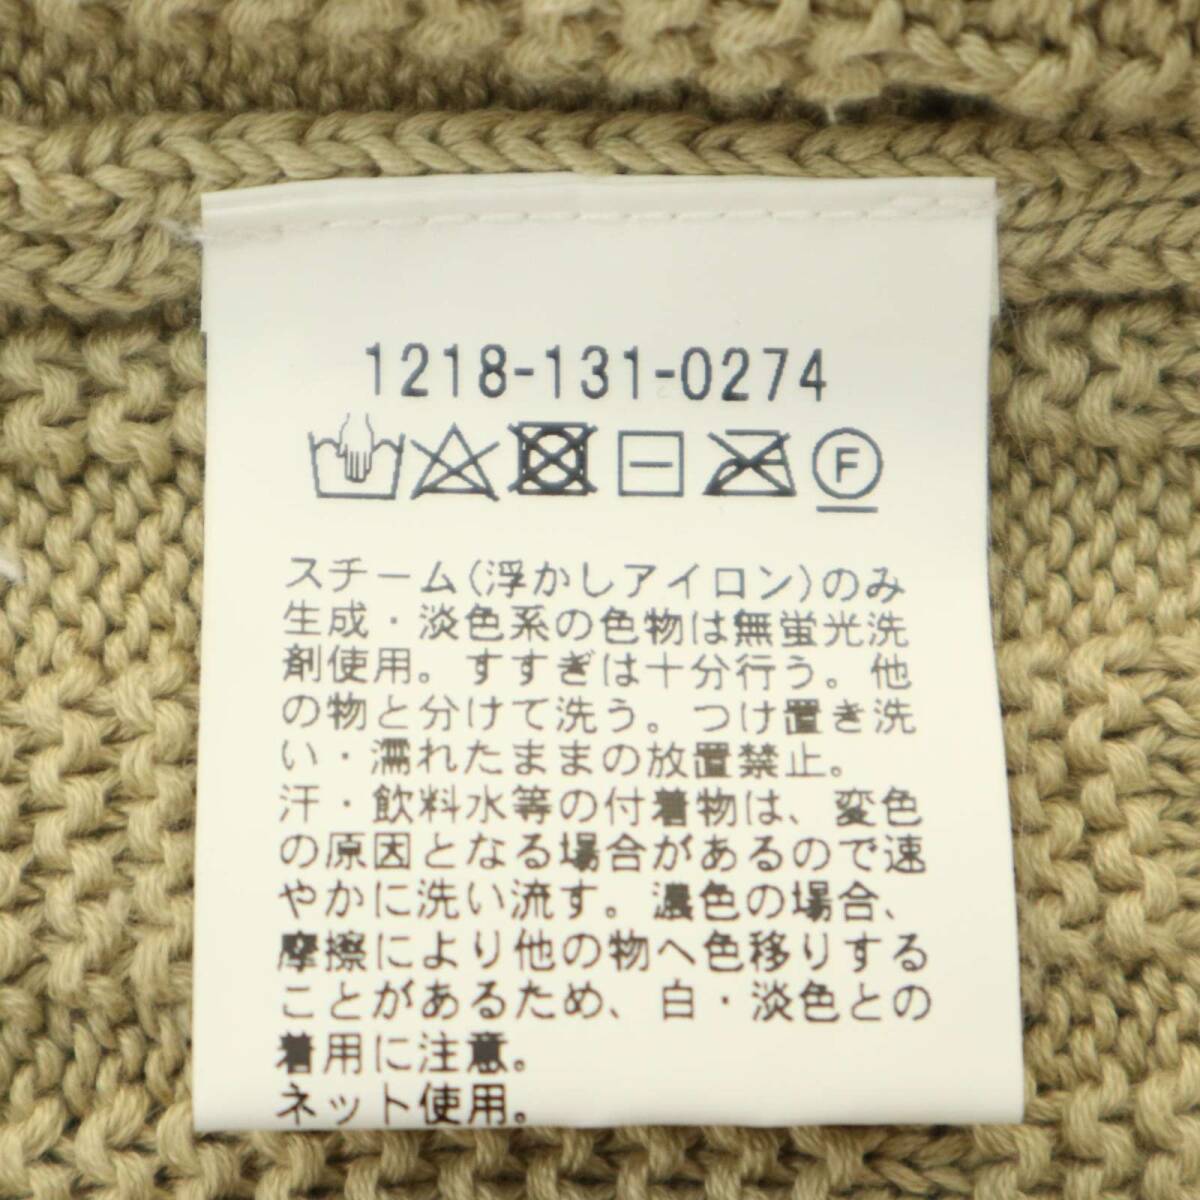 1218-131-0274
F
スチーム(浮かしアイロン)のみ
生成・淡色系の色物は無蛍光洗
剤使用。すすぎは十分行う。他
の物と分けて洗う。つけ置き洗
い・濡れたままの放置禁止。
汗・飲料水等の付着物は、変色
の原因となる場合があるので速
やかに洗い流す。濃色の場合、
摩擦により他の物へ色移りする
ことがあるため、白・淡色との
着用に注意。
ネット使用。